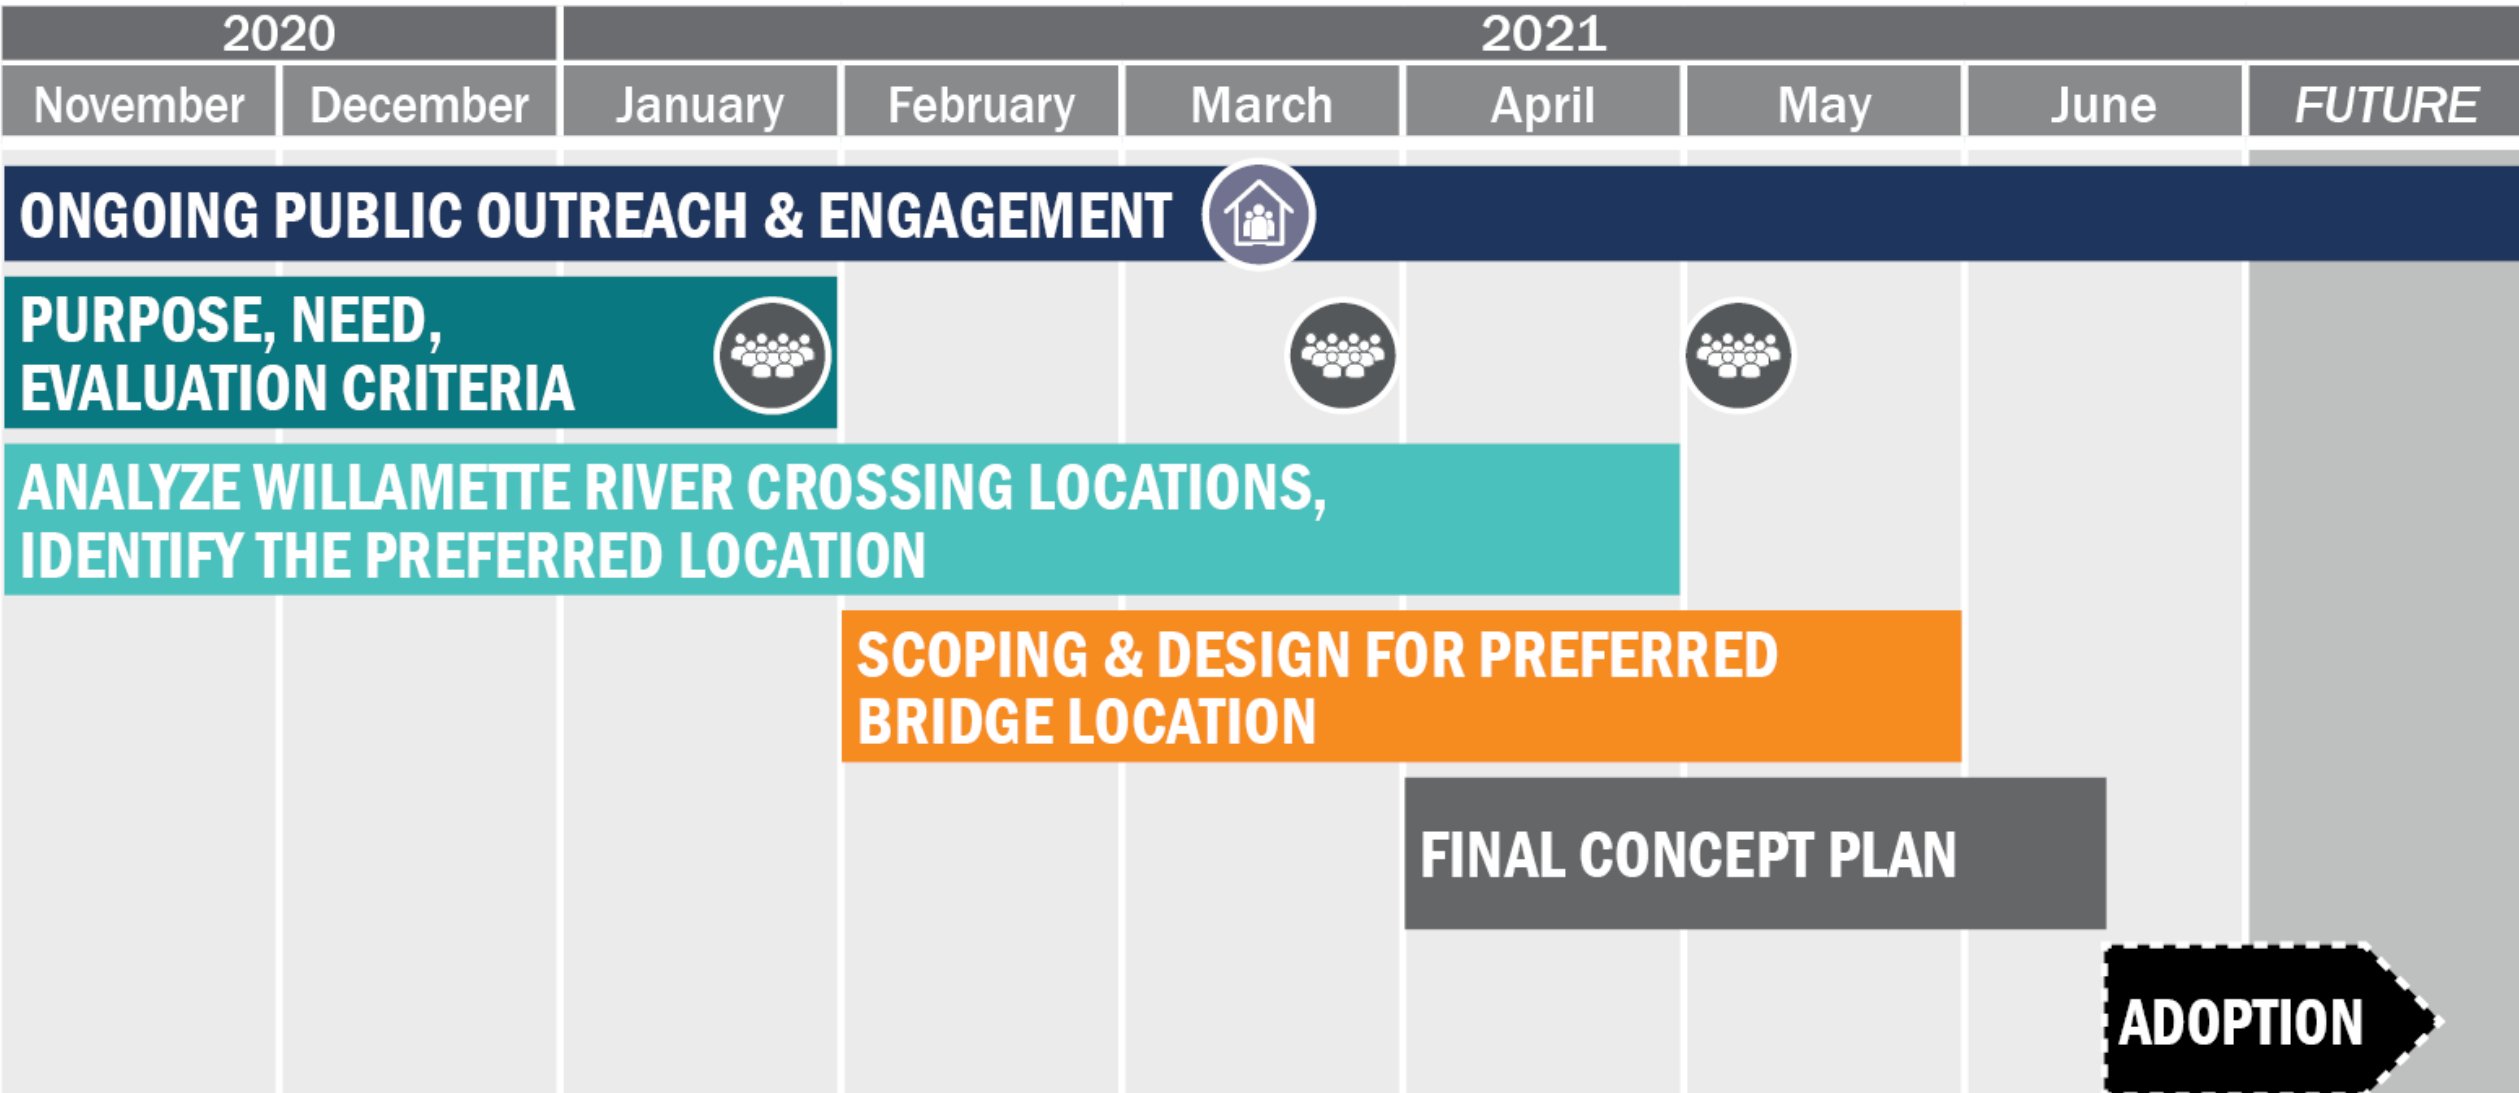 2020 2021
November December January February March April May June FUTURE
ONGOING PUBLIC OUTREACH & ENGAGEMENT
PURPOSE, NEED,
EVALUATION CRITERIA
ANALYZE WILLAMETTE RIVER CROSSING LOCATIONS,
IDENTIFY THE PREFERRED LOCATION
SCOPING & DESIGN FOR PREFERRED
BRIDGE LOCATION
FINAL CONCEPT PLAN
ADOPTION